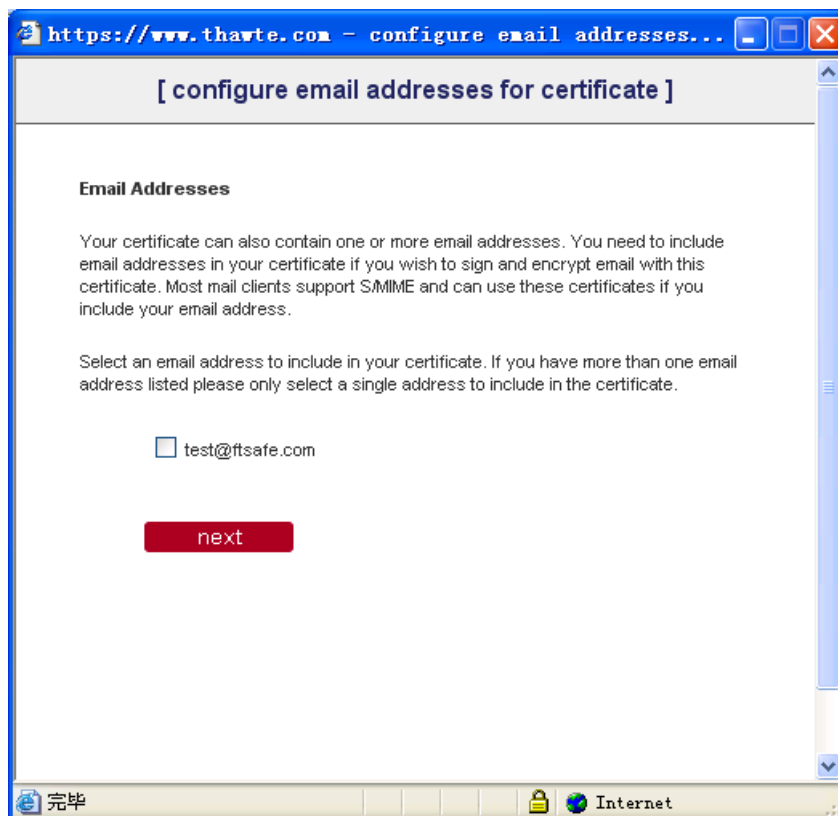 https://www.thawte.com - configure email addresses...
[ configure email addresses for certificate ]
Email Addresses
Your certificate can also contain one or more email addresses. You need to include
email addresses in your certificate if you wish to sign and encrypt email with this
certificate. Most mail clients support S/MIME and can use these certificates if you
include your email address.
Select an email address to include in your certificate. If you have more than one email
address listed please only select a single address to include in the certificate.
test@ftsafe.com
next
完毕
Internet